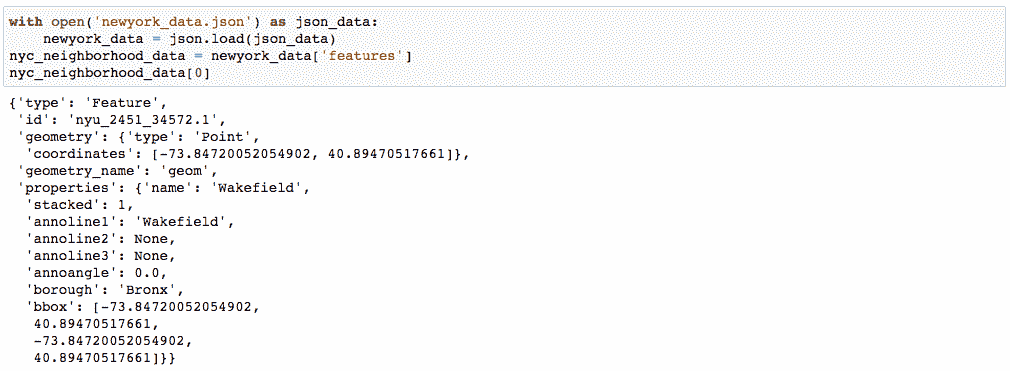 with open('newyork_data.json') as json_data:
    newyork_data = json.load(json_data)
nyc_neighborhood_data = newyork_data['features']
nyc_neighborhood_data[0]
{'type': 'Feature',
 'id': 'nyu_2451_34572.1',
 'geometry': {'type': 'Point',
  'coordinates': [-73.84720052054902, 40.89470517661]},
 'geometry_name': 'geom',
 'properties': {'name': 'Wakefield',
  'stacked': 1,
  'annoline1': 'Wakefield',
  'annoline2': None,
  'annoline3': None,
  'annoangle': 0.0,
  'borough': 'Bronx',
  'bbox': [-73.84720052054902,
   40.89470517661,
   -73.84720052054902,
   40.89470517661]}}